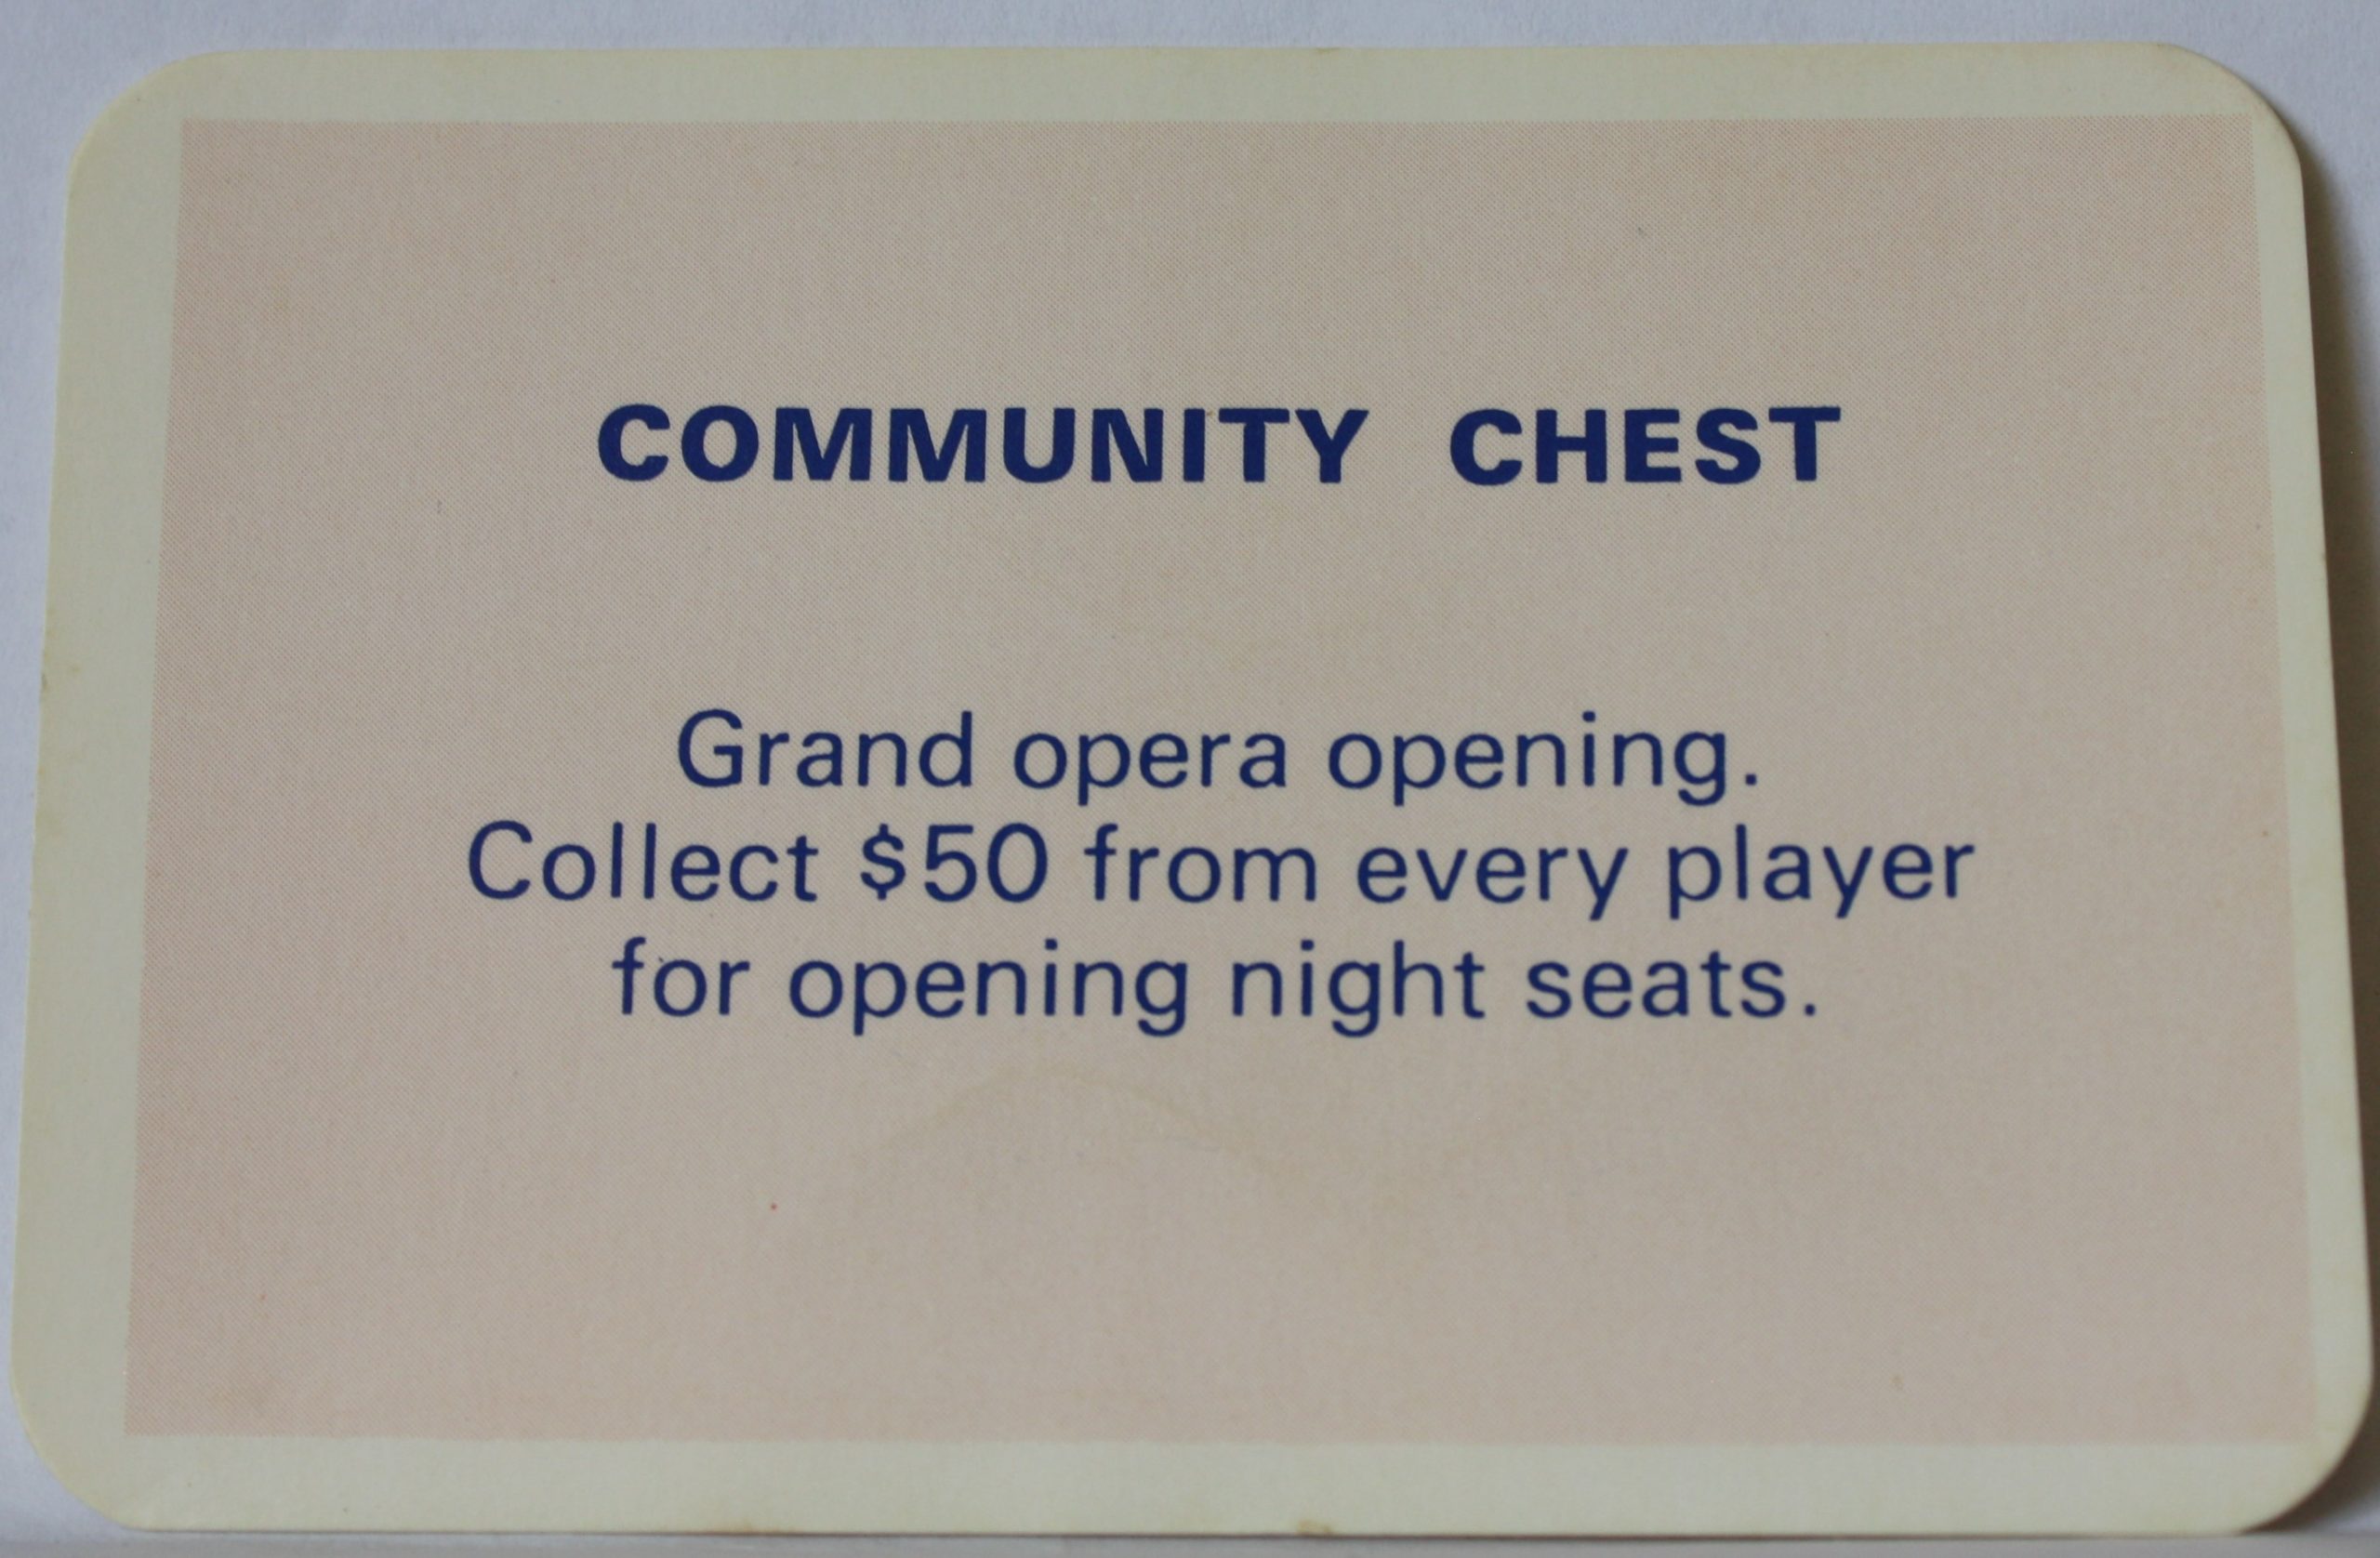 COMMUNITY CHEST
Grand opera opening.
Collect $50 from every player
for opening night seats.